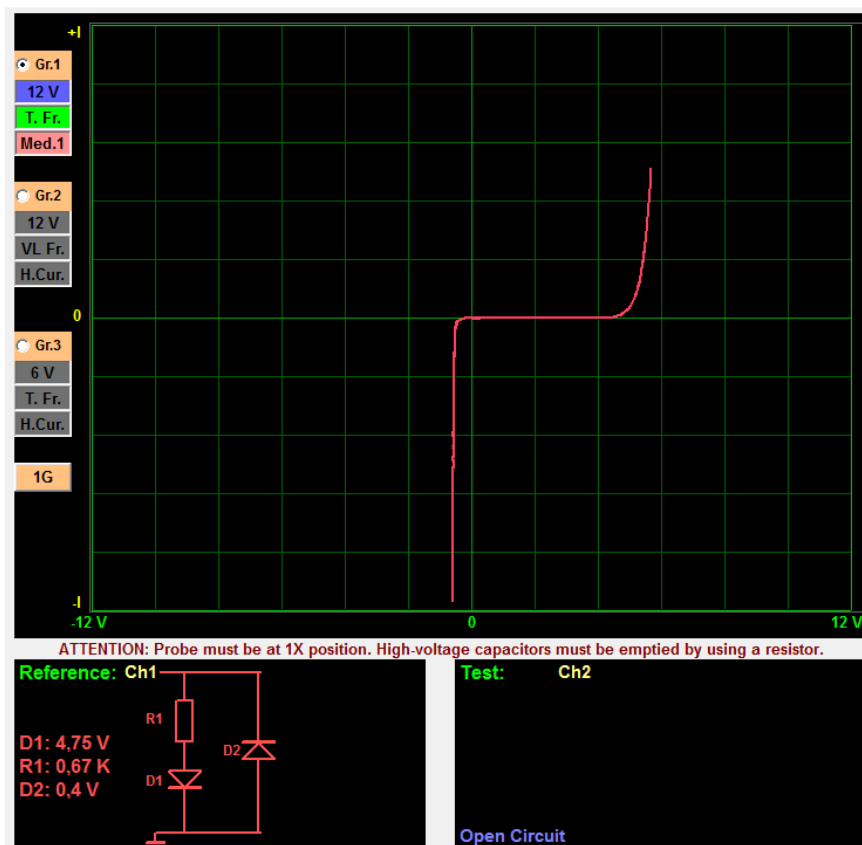 +I
Gr.1
12 V
T. Fr.
Med.1
Gr.2
12 V
VL Fr.
H.Cur.
0
Gr.3
6 V
T. Fr.
H.Cur.
1G
-I
-12 V 0 12 V
ATTENTION: Probe must be at 1X position. High-voltage capacitors must be emptied by using a resistor.
Reference: Ch1
R1
D1: 4,75 V
R1: 0,67 K
D2: 0,4 V
D2
D1
Test: Ch2
Open Circuit